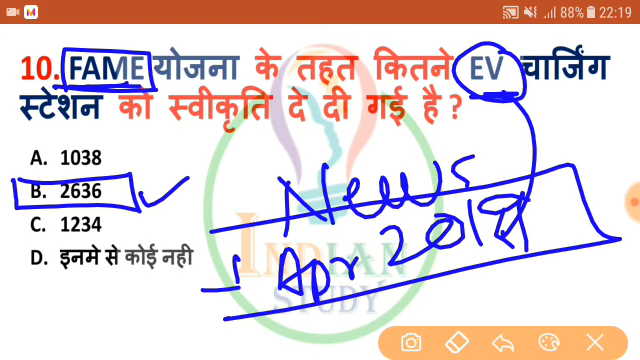 88% 22:19
10. FAME योजना के तहत कितने EV चार्जिंग
स्टेशन को स्वीकृति दे दी गई है ?
A. 1038
B. 2636
C. 1234
D. इनमे से कोई नही
News
1 Apr 2019
INDIAN
STUDY